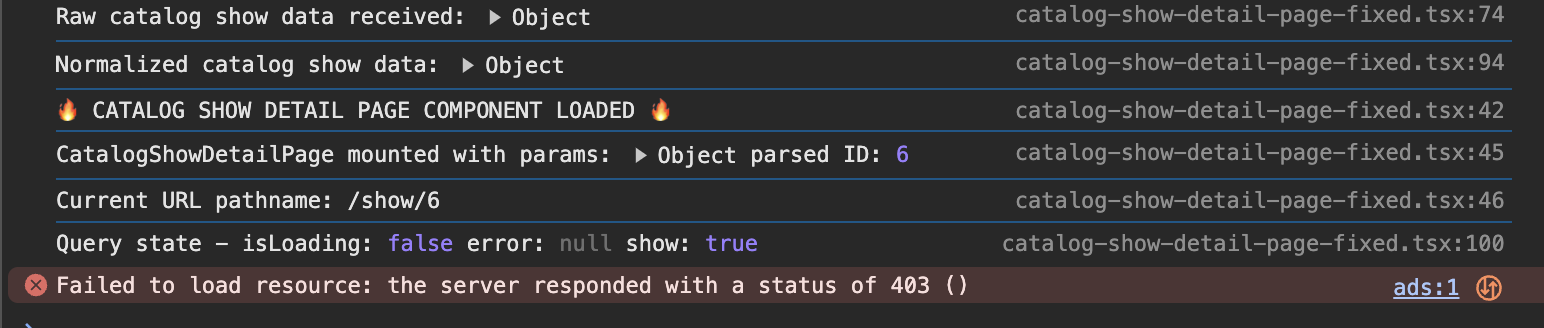 Raw catalog show data received: ▶ Object catalog-show-detail-page-fixed.tsx:74
Normalized catalog show data: ▶ Object catalog-show-detail-page-fixed.tsx:94
🔥 CATALOG SHOW DETAIL PAGE COMPONENT LOADED 🔥 catalog-show-detail-page-fixed.tsx:42
CatalogShowDetailPage mounted with params: ▶ Object parsed ID: 6 catalog-show-detail-page-fixed.tsx:45
Current URL pathname: /show/6 catalog-show-detail-page-fixed.tsx:46
Query state - isLoading: false error: null show: true catalog-show-detail-page-fixed.tsx:100
Failed to load resource: the server responded with a status of 403 () ads:1